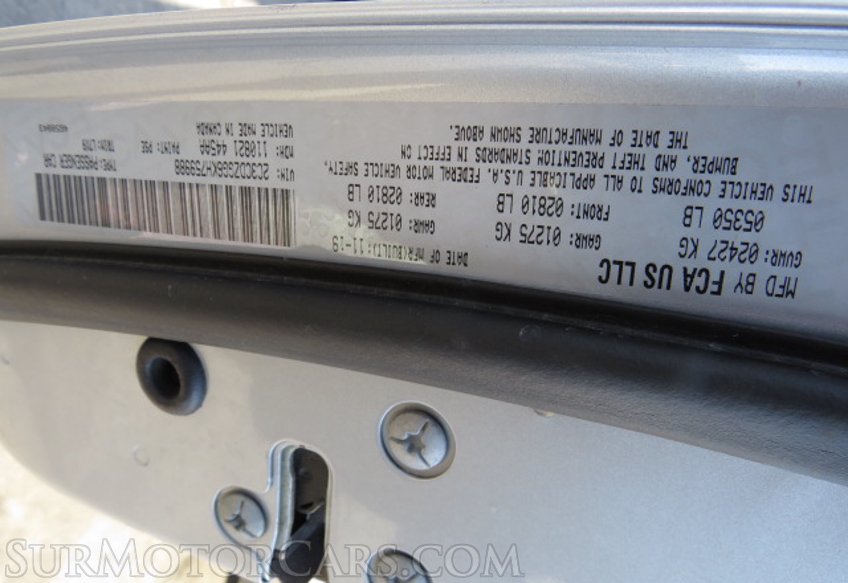 MFD BY FCA US LLC
DATE OF MFR(BUILT): 11-19
GVWR: 02427 KG GAWR: 01275 KG GAWR: 01275 KG
05350 LB FRONT: 02810 LB REAR: 02810 LB
THIS VEHICLE CONFORMS TO ALL APPLICABLE U.S.A. FEDERAL MOTOR VEHICLE SAFETY,
BUMPER, AND THEFT PREVENTION STANDARDS IN EFFECT ON
THE DATE OF MANUFACTURE SHOWN ABOVE.
VIN: 2C3CDZGG6KH759988 TYPE: PASSENGER CAR
MDH: 110821 445AA PAINT: PSE TRIM:
VEHICLE MADE IN CANADA
SurMotorCars.com